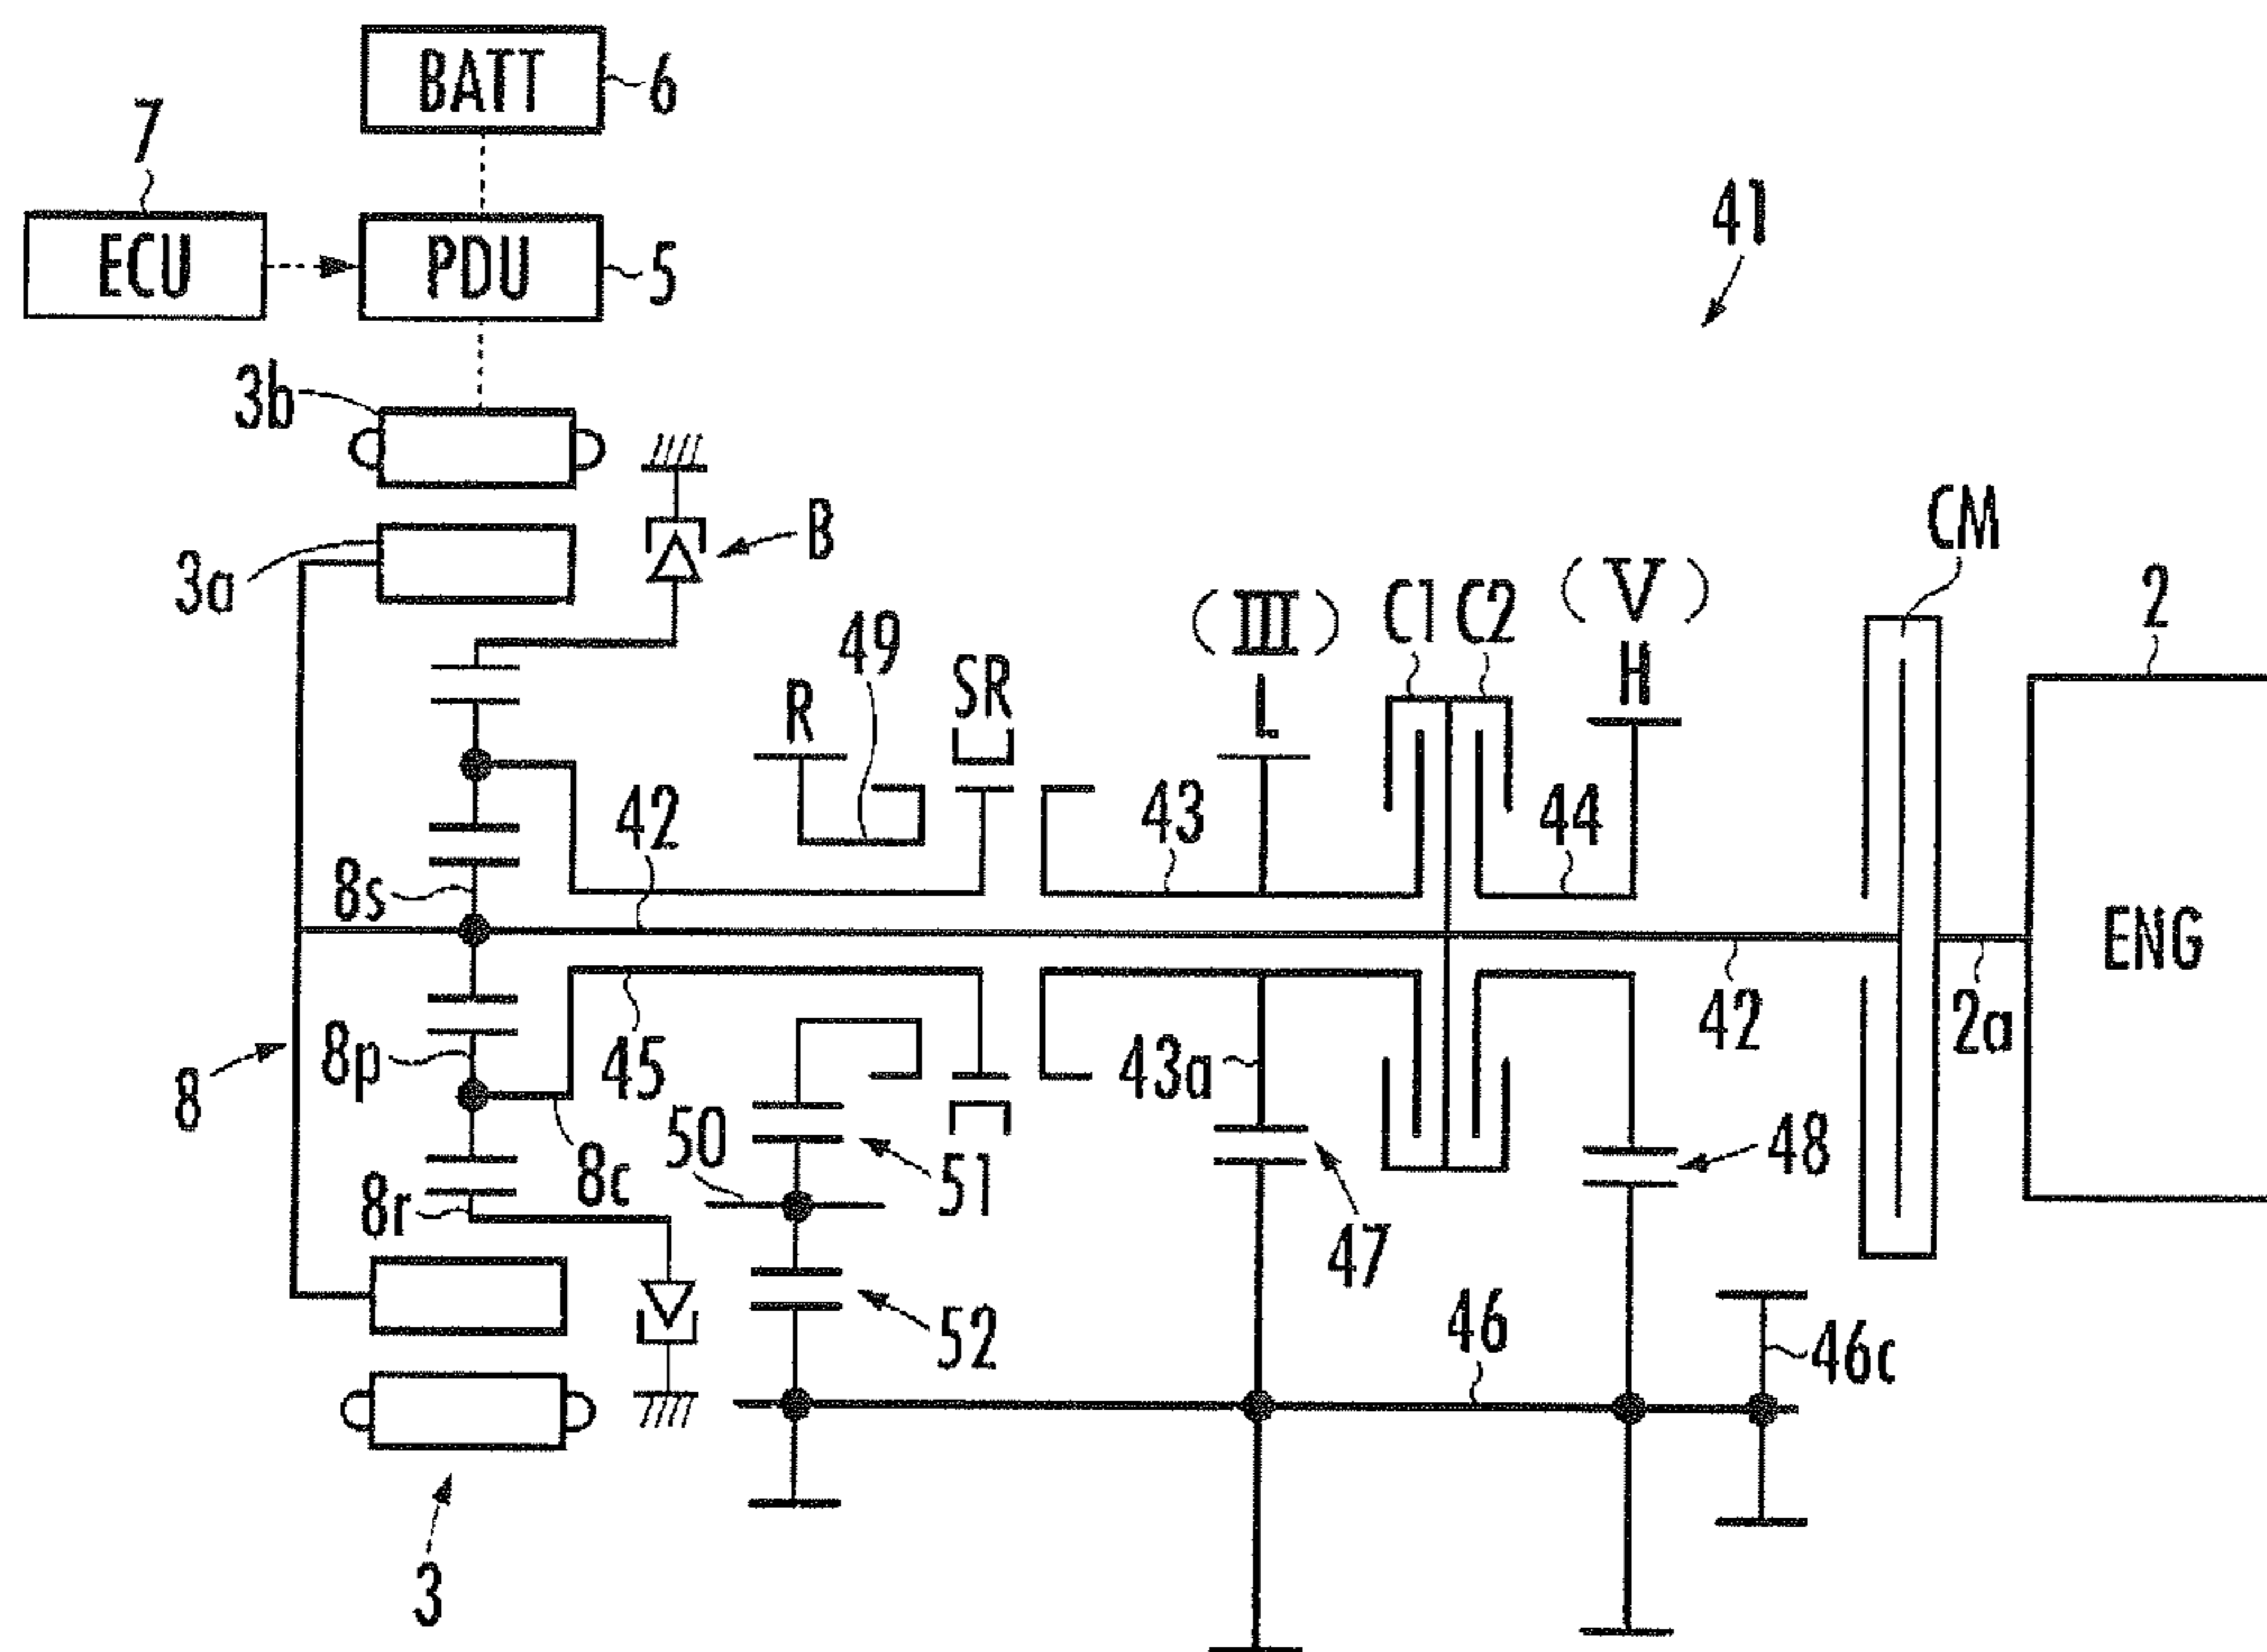 BATT
6
7
ECU
PDU
5
41
3b
3a
B
CM
2
(III)
L
C1
C2
(V)
H
49
R
SR
42
43
44
8s
ENG
42
2a
8
8p
45
43a
50
8c
51
48
8r
47
52
46
46c
3